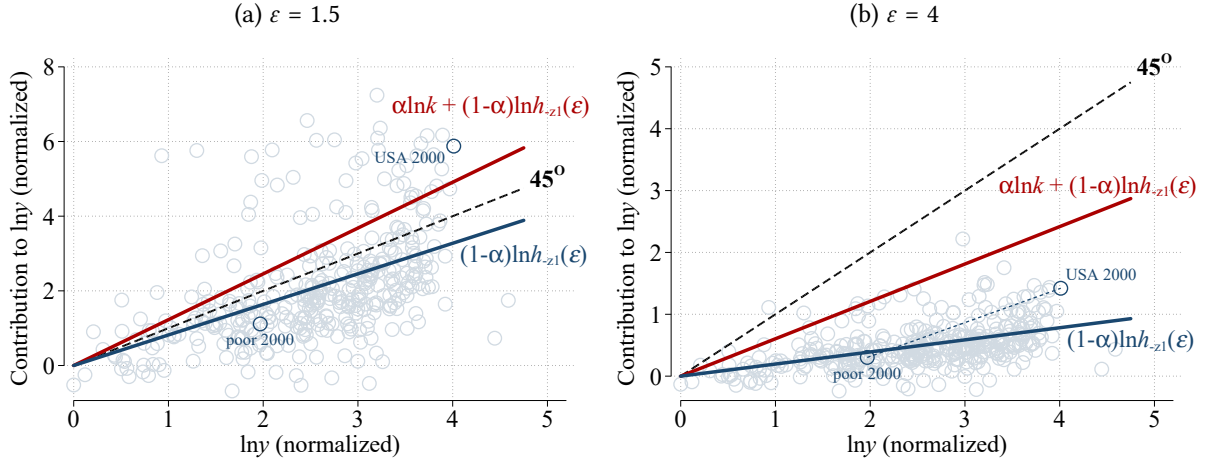 (a) ε = 1.5
Contribution to lny (normalized)
8
6
4
2
0
αlnk + (1-α)lnh-z1(ε)
USA 2000
45º
(1-α)lnh-z1(ε)
poor 2000
0 1 2 3 4 5
lny (normalized)
(b) ε = 4
Contribution to lny (normalized)
5
4
3
2
1
0
45º
αlnk + (1-α)lnh-z1(ε)
USA 2000
(1-α)lnh-z1(ε)
poor 2000
0 1 2 3 4 5
lny (normalized)